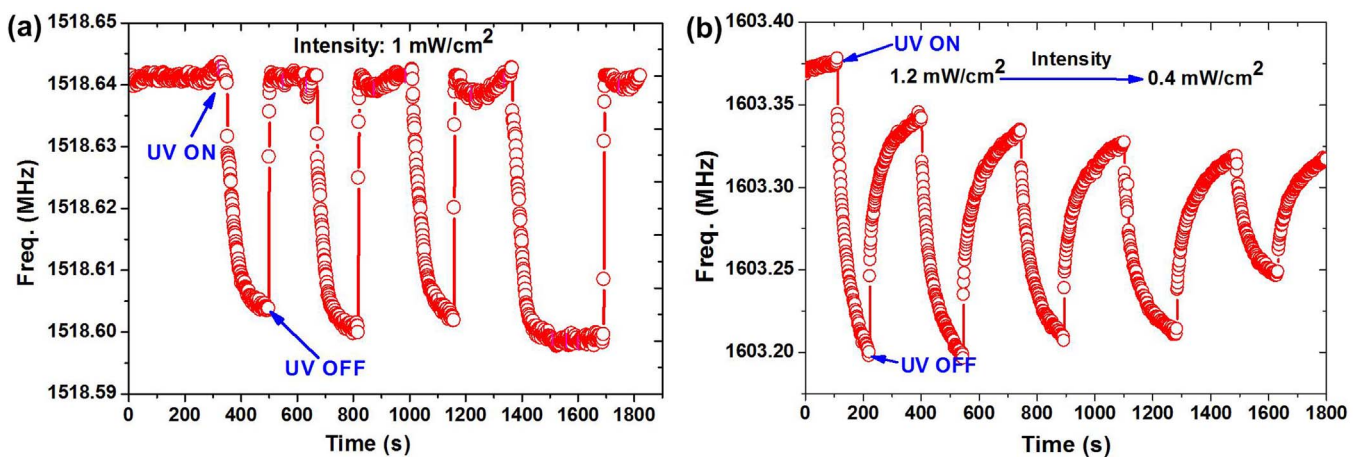 (a)
Intensity: 1 mW/cm²
UV ON
UV OFF
Freq. (MHz)
1518.65
1518.64
1518.63
1518.62
1518.61
1518.60
1518.59
0 200 400 600 800 1000 1200 1400 1600 1800
Time (s)
(b)
UV ON
Intensity
1.2 mW/cm² 0.4 mW/cm²
UV OFF
Freq. (MHz)
1603.40
1603.35
1603.30
1603.25
1603.20
0 200 400 600 800 1000 1200 1400 1600 1800
Time (s)